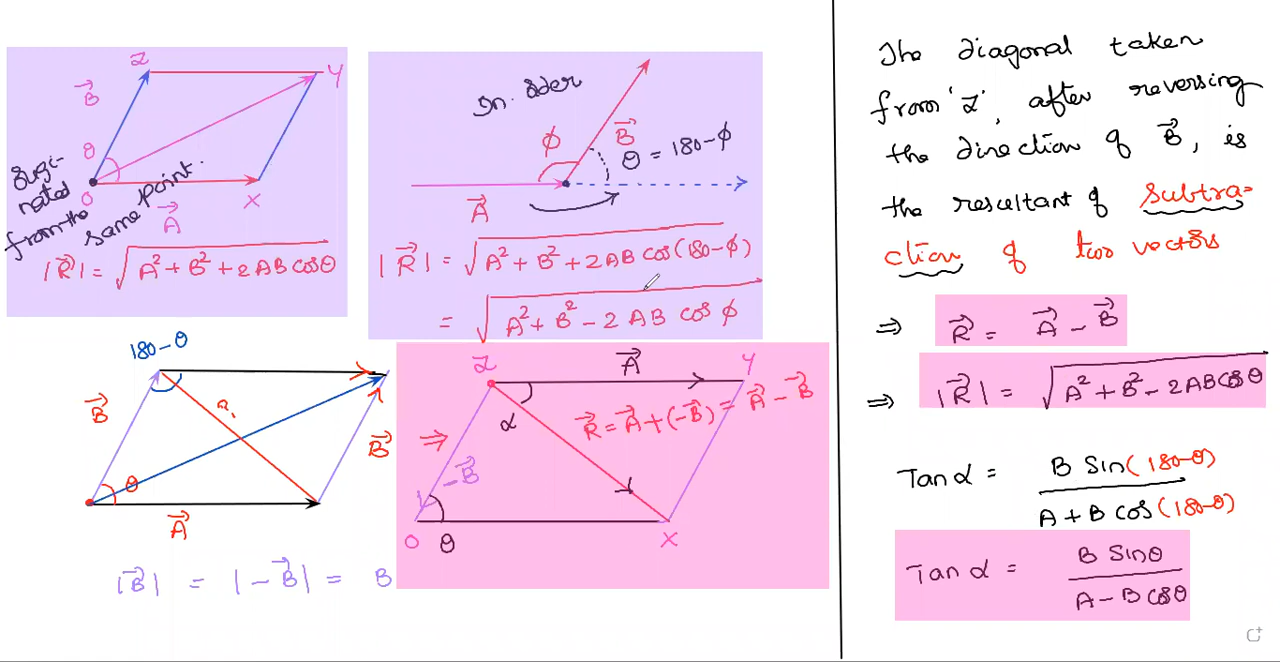 Z
Y
B⃗
θ
Origi-
nated
from the
same point.
O
A⃗
X
|R⃗| = √(A² + B² + 2AB cosθ)
In. Oder
ϕ
B⃗
θ = 180-ϕ
A⃗
|R⃗| = √(A² + B² + 2AB cos(180-ϕ))
= √(A² + B² - 2AB cos ϕ)
180-θ
B⃗
B⃗
θ
A⃗
|B⃗| = |-B⃗| = B
Z
A⃗
Y
α
R⃗ = A⃗ + (-B⃗) = A⃗ - B⃗
⇒
-B⃗
O
θ
X
The diagonal taken
from 'Z', after reversing
the direction of B⃗, is
the resultant of Subtra-
ction of two vectors
⇒ R⃗ = A⃗ - B⃗
⇒ |R⃗| = √(A² + B² - 2AB Cosθ)
Tan α = B Sin(180-θ) / A + B cos(180-θ)
Tan α = B Sinθ / A - B Cosθ